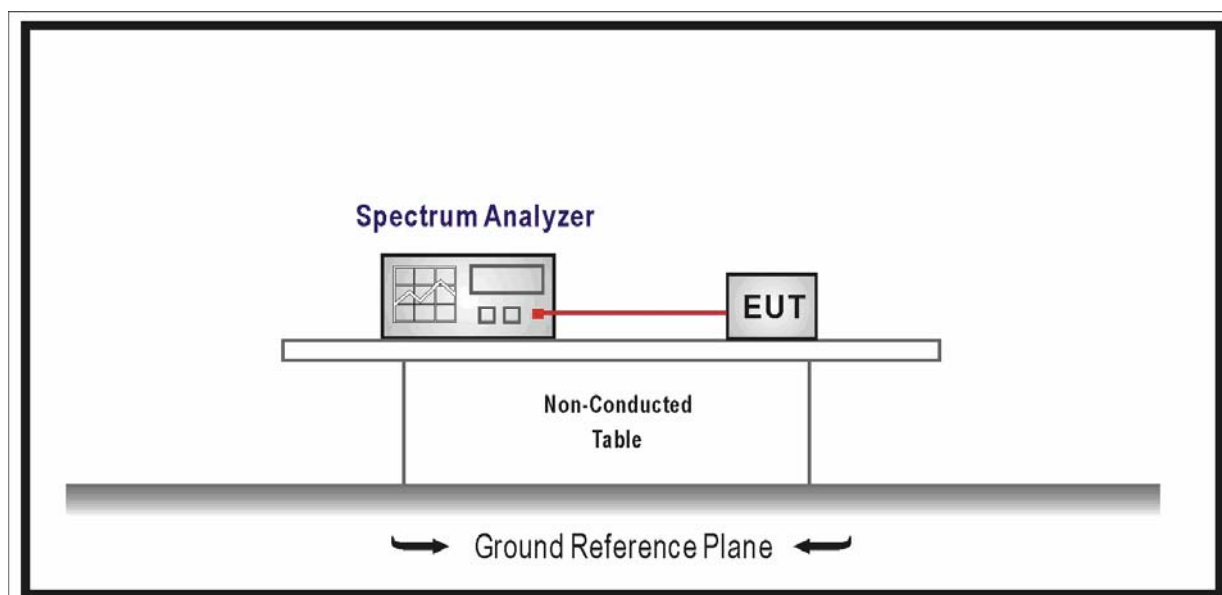 Spectrum Analyzer
EUT
Non-Conducted
Table
Ground Reference Plane